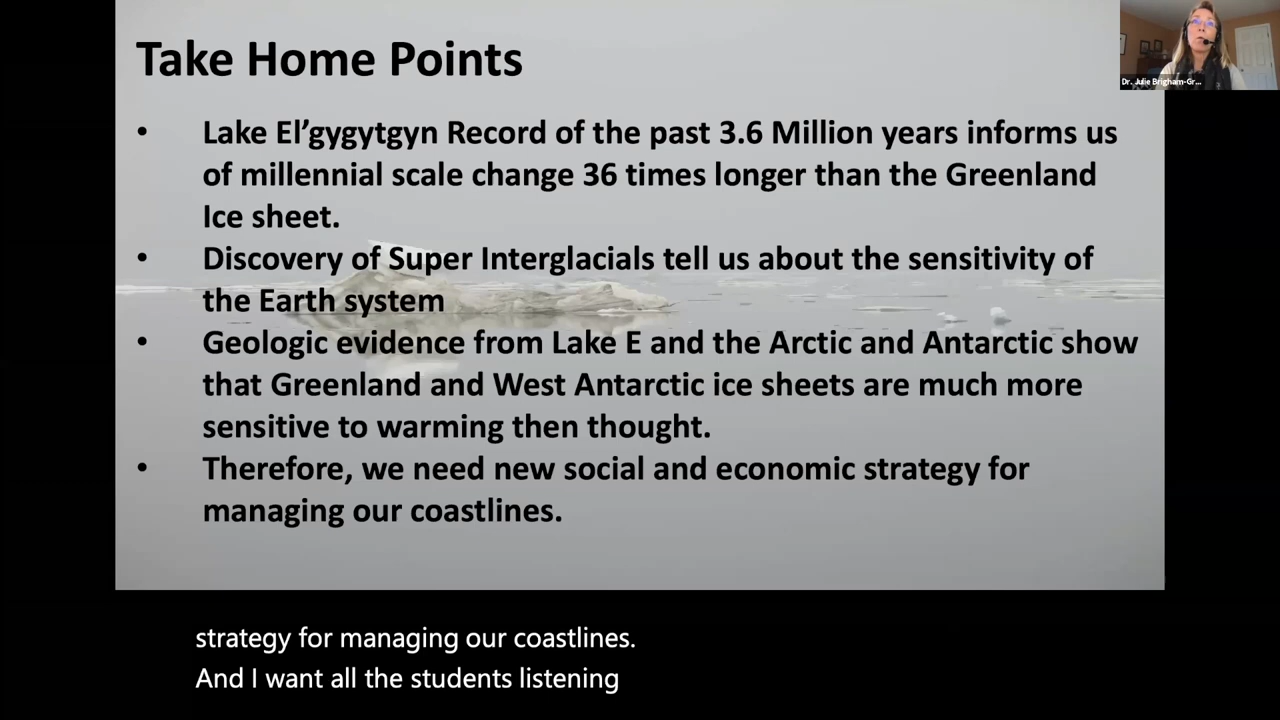 Take Home Points
Dr. Julie Brigham-Gr...
• Lake El’gygytgyn Record of the past 3.6 Million years informs us
of millennial scale change 36 times longer than the Greenland
Ice sheet.
• Discovery of Super Interglacials tell us about the sensitivity of
the Earth system
• Geologic evidence from Lake E and the Arctic and Antarctic show
that Greenland and West Antarctic ice sheets are much more
sensitive to warming then thought.
• Therefore, we need new social and economic strategy for
managing our coastlines.
strategy for managing our coastlines.
And I want all the students listening